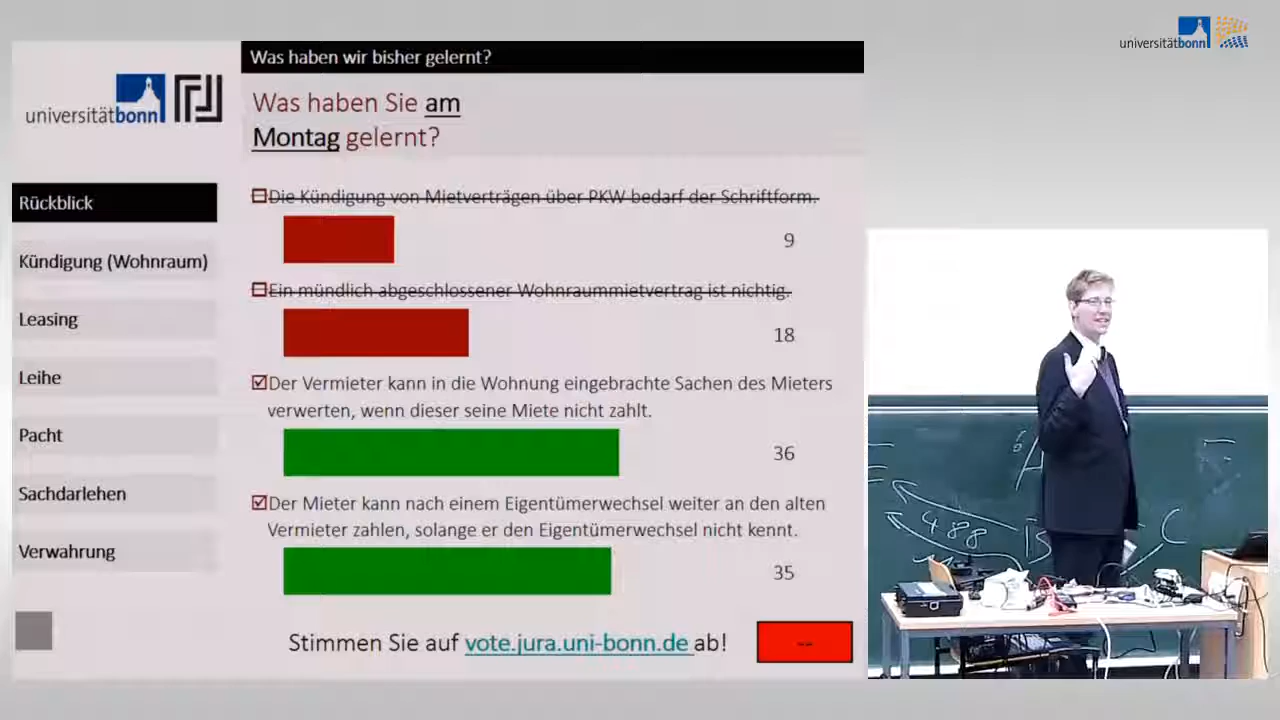 universitätbonn
Was haben wir bisher gelernt?
universitätbonn
Was haben Sie am
Montag gelernt?
Rückblick
Kündigung (Wohnraum)
Leasing
Leihe
Pacht
Sachdarlehen
Verwahrung
Die Kündigung von Mietverträgen über PKW bedarf der Schriftform.
9
Ein mündlich abgeschlossener Wohnraummietvertrag ist nichtig.
18
Der Vermieter kann in die Wohnung eingebrachte Sachen des Mieters
verwerten, wenn dieser seine Miete nicht zahlt.
36
Der Mieter kann nach einem Eigentümerwechsel weiter an den alten
Vermieter zahlen, solange er den Eigentümerwechsel nicht kennt.
35
Stimmen Sie auf vote.jura.uni-bonn.de ab!
--
A
488
B
C